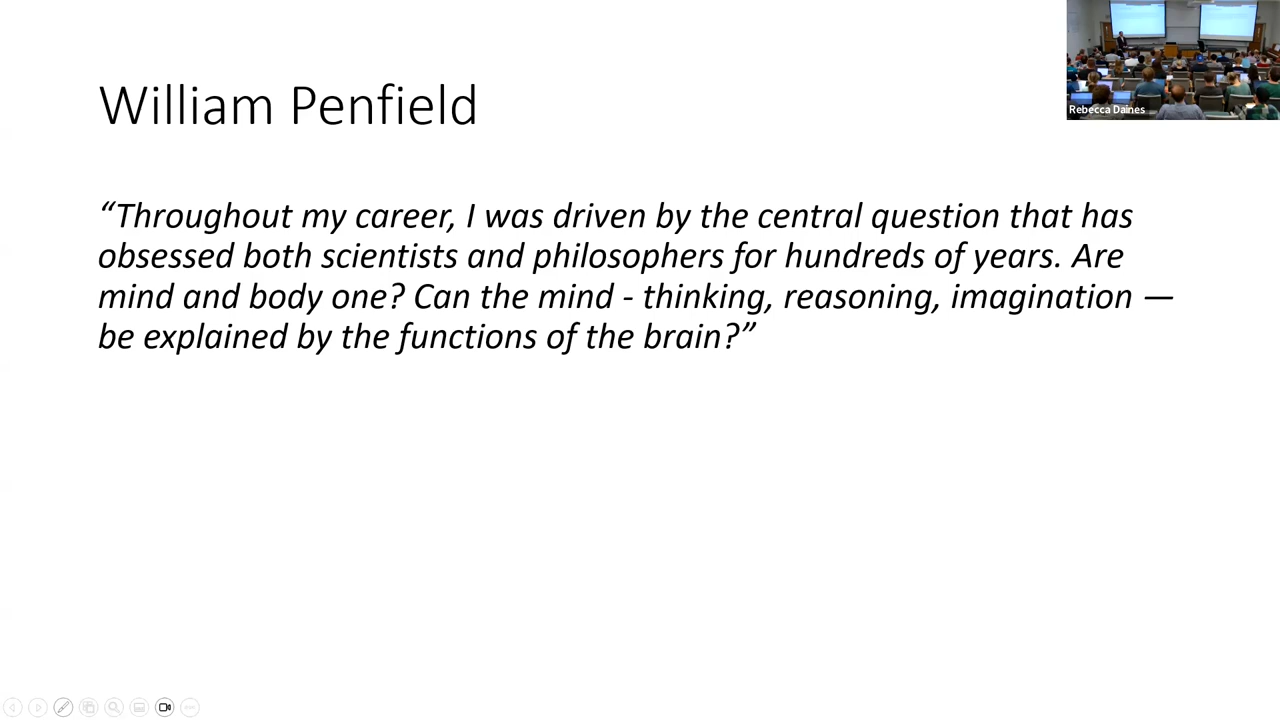 William Penfield
Rebecca Daines
“Throughout my career, I was driven by the central question that has
obsessed both scientists and philosophers for hundreds of years. Are
mind and body one? Can the mind - thinking, reasoning, imagination —
be explained by the functions of the brain?”